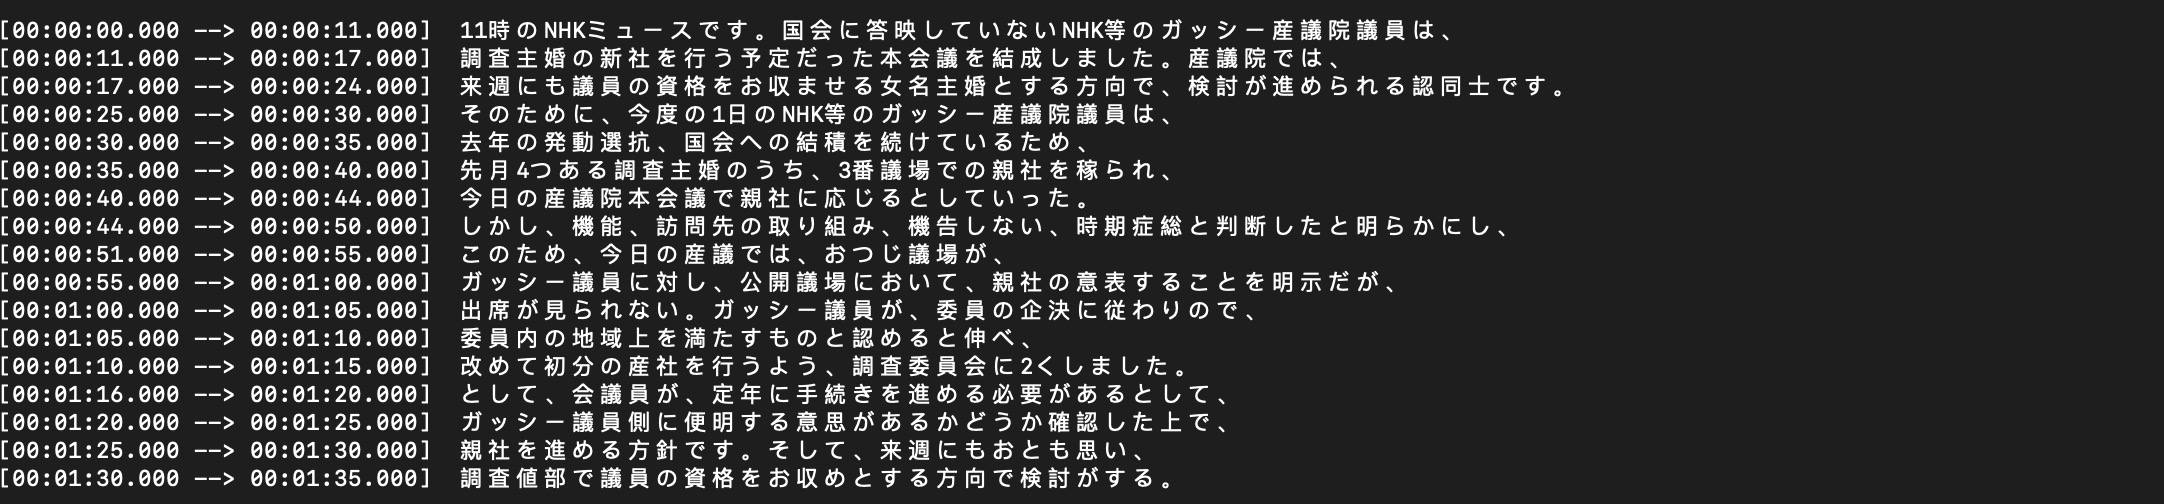 [00:00:00.000 --> 00:00:11.000] 11時のNHKミュースです。国会に答映していないNHK等のガッシー産議院議員は、
[00:00:11.000 --> 00:00:17.000] 調査主婚の新社を行う予定だった本会議を結成しました。産議院では、
[00:00:17.000 --> 00:00:24.000] 来週にも議員の資格をお収ませる女名主婚とする方向で、検討が進められる認同士です。
[00:00:25.000 --> 00:00:30.000] そのために、今度の1日のNHK等のガッシー産議院議員は、
[00:00:30.000 --> 00:00:35.000] 去年の発動選抗、国会への結積を続けているため、
[00:00:35.000 --> 00:00:40.000] 先月4つある調査主婚のうち、3番議場での親社を稼られ、
[00:00:40.000 --> 00:00:44.000] 今日の産議院本会議で親社に応じるとしていった。
[00:00:44.000 --> 00:00:50.000] しかし、機能、訪問先の取り組み、機告しない、時期症総と判断したと明らかにし、
[00:00:51.000 --> 00:00:55.000] このため、今日の産議では、おつじ議場が、
[00:00:55.000 --> 00:01:00.000] ガッシー議員に対し、公開議場において、親社の意表することを明示だが、
[00:01:00.000 --> 00:01:05.000] 出席が見られない。ガッシー議員が、委員の企決に従わりので、
[00:01:05.000 --> 00:01:10.000] 委員内の地域上を満たすものと認めると伸べ、
[00:01:10.000 --> 00:01:15.000] 改めて初分の産社を行うよう、調査委員会に2くしました。
[00:01:16.000 --> 00:01:20.000] として、会議員が、定年に手続きを進める必要があるとして、
[00:01:20.000 --> 00:01:25.000] ガッシー議員側に便明する意思があるかどうか確認した上で、
[00:01:25.000 --> 00:01:30.000] 親社を進める方針です。そして、来週にもおとも思い、
[00:01:30.000 --> 00:01:35.000] 調査値部で議員の資格をお収めとする方向で検討がする。